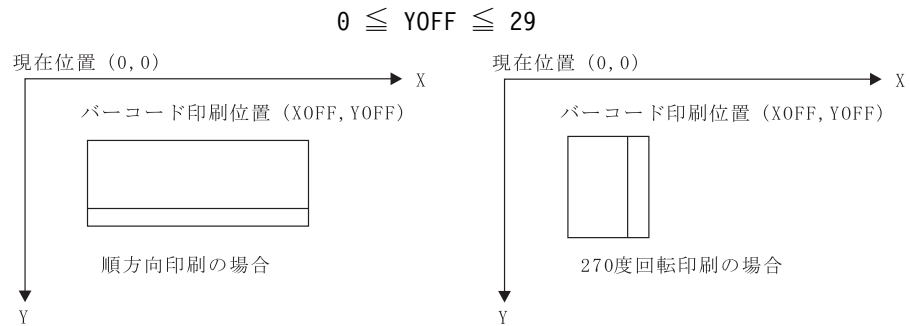 0 ≦ YOFF ≦ 29
現在位置 (0,0)
X
バーコード印刷位置 (XOFF,YOFF)
順方向印刷の場合
Y
現在位置 (0,0)
X
バーコード印刷位置 (XOFF,YOFF)
270度回転印刷の場合
Y